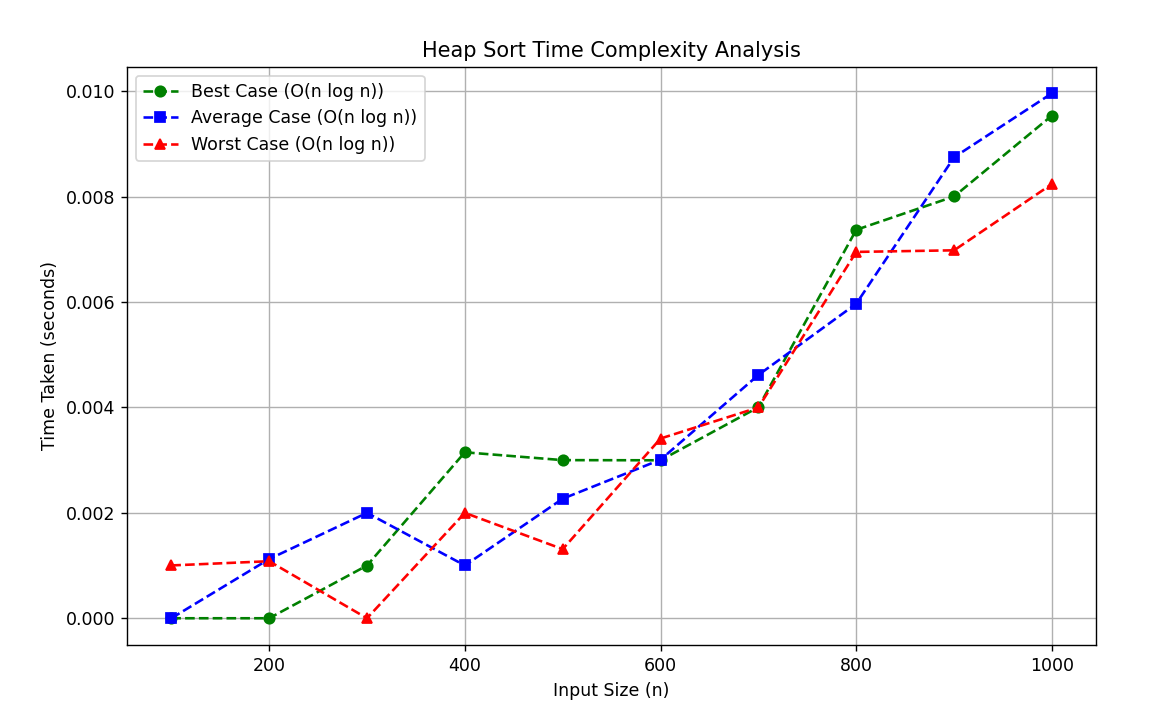 Heap Sort Time Complexity Analysis
Best Case (O(n log n))
Average Case (O(n log n))
Worst Case (O(n log n))
Time Taken (seconds)
0.010
0.008
0.006
0.004
0.002
0.000
200 400 600 800 1000
Input Size (n)